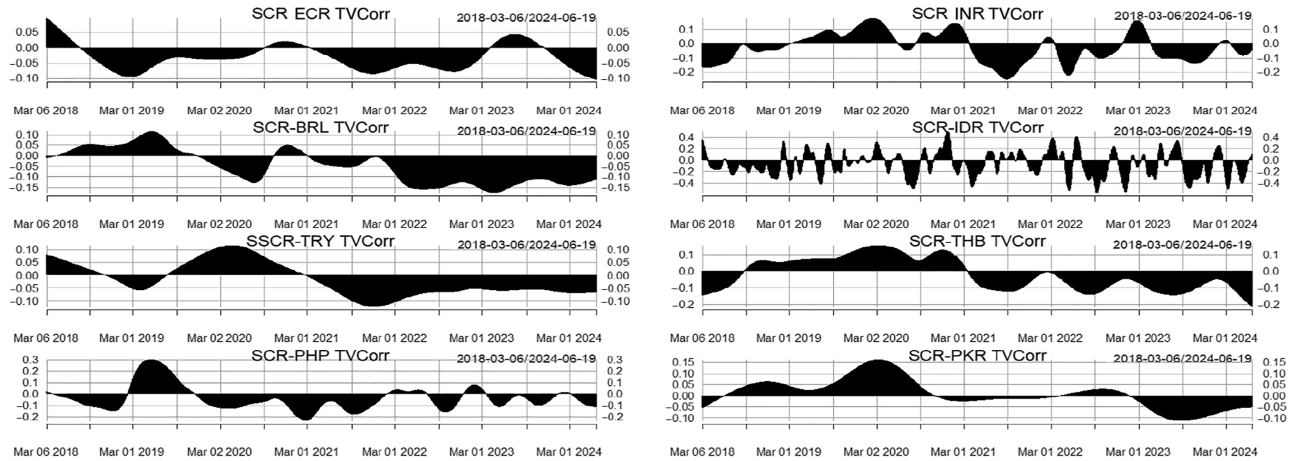 SCR ECR TVCorr 2018-03-06/2024-06-19
0.05 0.05
0.00 0.00
−0.05 −0.05
−0.10 −0.10
Mar 06 2018 Mar 01 2019 Mar 02 2020 Mar 01 2021 Mar 01 2022 Mar 01 2023 Mar 01 2024
SCR INR TVCorr 2018-03-06/2024-06-19
0.1 0.1
0.0 0.0
−0.1 −0.1
−0.2 −0.2
Mar 06 2018 Mar 01 2019 Mar 02 2020 Mar 01 2021 Mar 01 2022 Mar 01 2023 Mar 01 2024
SCR-BRL TVCorr 2018-03-06/2024-06-19
0.10 0.10
0.05 0.05
0.00 0.00
−0.05 −0.05
−0.10 −0.10
−0.15 −0.15
Mar 06 2018 Mar 01 2019 Mar 02 2020 Mar 01 2021 Mar 01 2022 Mar 01 2023 Mar 01 2024
SCR-IDR TVCorr 2018-03-06/2024-06-19
0.4 0.4
0.2 0.2
0.0 0.0
−0.2 −0.2
−0.4 −0.4
Mar 06 2018 Mar 01 2019 Mar 02 2020 Mar 01 2021 Mar 01 2022 Mar 01 2023 Mar 01 2024
SSCR-TRY TVCorr 2018-03-06/2024-06-19
0.10 0.10
0.05 0.05
0.00 0.00
−0.05 −0.05
−0.10 −0.10
Mar 06 2018 Mar 01 2019 Mar 02 2020 Mar 01 2021 Mar 01 2022 Mar 01 2023 Mar 01 2024
SCR-THB TVCorr 2018-03-06/2024-06-19
0.1 0.1
0.0 0.0
−0.1 −0.1
−0.2 −0.2
Mar 06 2018 Mar 01 2019 Mar 02 2020 Mar 01 2021 Mar 01 2022 Mar 01 2023 Mar 01 2024
SCR-PHP TVCorr 2018-03-06/2024-06-19
0.3 0.3
0.2 0.2
0.1 0.1
0.0 0.0
−0.1 −0.1
−0.2 −0.2
Mar 06 2018 Mar 01 2019 Mar 02 2020 Mar 01 2021 Mar 01 2022 Mar 01 2023 Mar 01 2024
SCR-PKR TVCorr 2018-03-06/2024-06-19
0.15 0.15
0.10 0.10
0.05 0.05
0.00 0.00
−0.05 −0.05
−0.10 −0.10
Mar 06 2018 Mar 01 2019 Mar 02 2020 Mar 01 2021 Mar 01 2022 Mar 01 2023 Mar 01 2024